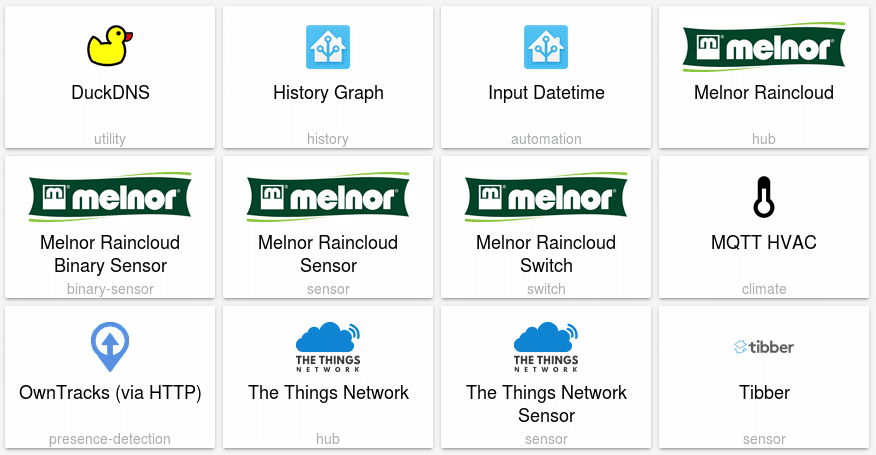 DuckDNS
utility
History Graph
history
Input Datetime
automation
m melnor®
Melnor Raincloud
hub
m melnor®
Melnor Raincloud
Binary Sensor
binary-sensor
m melnor®
Melnor Raincloud
Sensor
sensor
m melnor®
Melnor Raincloud
Switch
switch
MQTT HVAC
climate
OwnTracks (via HTTP)
presence-detection
THE THINGS
NETWORK
The Things Network
hub
THE THINGS
NETWORK
The Things Network
Sensor
sensor
tibber
Tibber
sensor